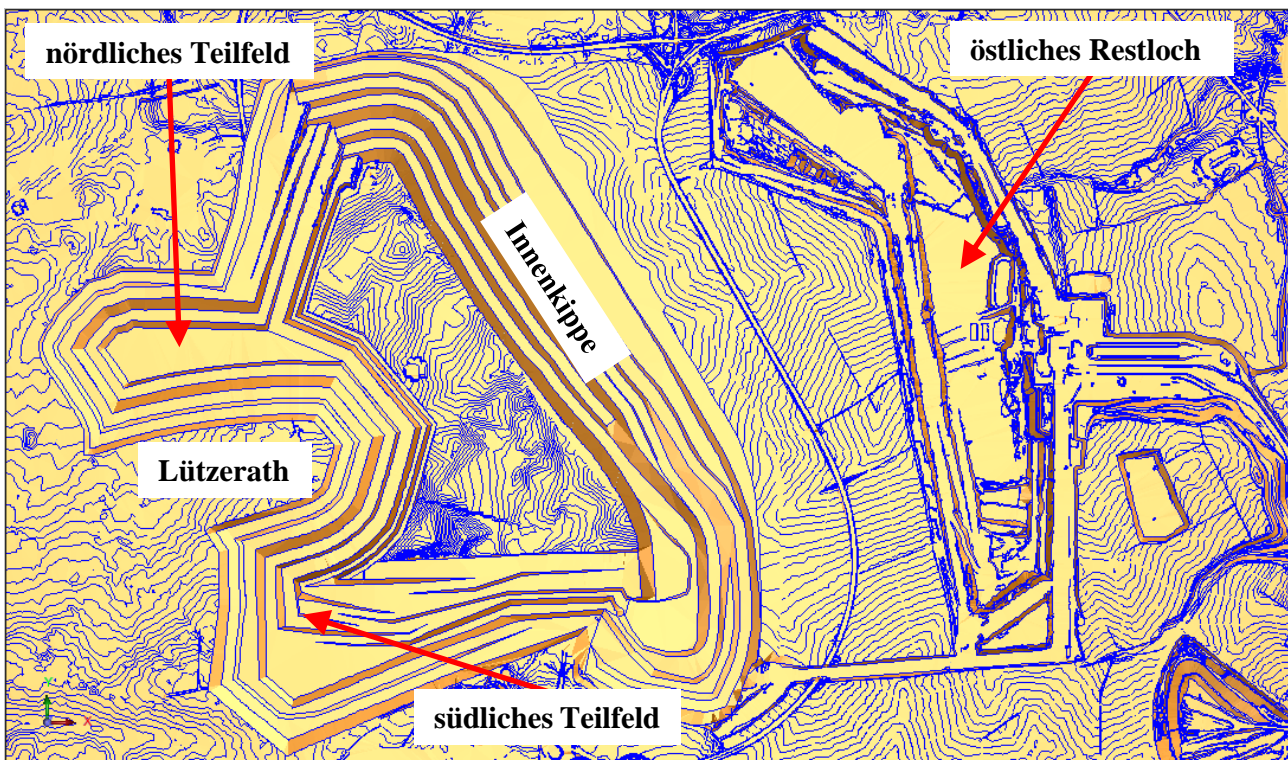 nördliches Teilfeld
östliches Restloch
Innenkippe
Lützerath
südliches Teilfeld
Y
X